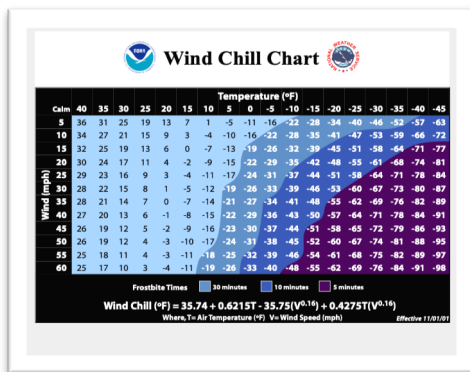 Wind Chill Chart
Temperature (°F)
Calm 40 35 30 25 20 15 10 5 0 -5 -10 -15 -20 -25 -30 -35 -40 -45
5 36 31 25 19 13 7 1 -5 -11 -16 -22 -28 -34 -40 -46 -52 -57 -63
10 34 27 21 15 9 3 -4 -10 -16 -22 -28 -35 -41 -47 -53 -59 -66 -72
15 32 25 19 13 6 0 -7 -13 -19 -26 -32 -39 -45 -51 -58 -64 -71 -77
20 30 24 17 11 4 -2 -9 -15 -22 -29 -35 -42 -48 -55 -61 -68 -74 -81
25 29 23 16 9 3 -4 -11 -17 -24 -31 -37 -44 -51 -58 -64 -71 -78 -84
30 28 22 15 8 1 -5 -12 -19 -26 -33 -39 -46 -53 -60 -67 -73 -80 -87
35 28 21 14 7 0 -7 -14 -21 -27 -34 -41 -48 -55 -62 -69 -76 -82 -89
40 27 20 13 6 -1 -8 -15 -22 -29 -36 -43 -50 -57 -64 -71 -78 -84 -91
45 26 19 12 5 -2 -9 -16 -23 -30 -37 -44 -51 -58 -65 -72 -79 -86 -93
50 26 19 12 4 -3 -10 -17 -24 -31 -38 -45 -52 -60 -67 -74 -81 -88 -95
55 25 18 11 4 -3 -11 -18 -25 -32 -39 -46 -54 -61 -68 -75 -82 -89 -97
60 25 17 10 3 -4 -11 -19 -26 -33 -40 -48 -55 -62 -69 -76 -84 -91 -98
Wind (mph)
Frostbite Times 30 minutes 10 minutes 5 minutes
Wind Chill (°F) = 35.74 + 0.6215T - 35.75(V0.16) + 0.4275T(V0.16)
Where, T= Air Temperature (°F) V= Wind Speed (mph) Effective 11/01/01